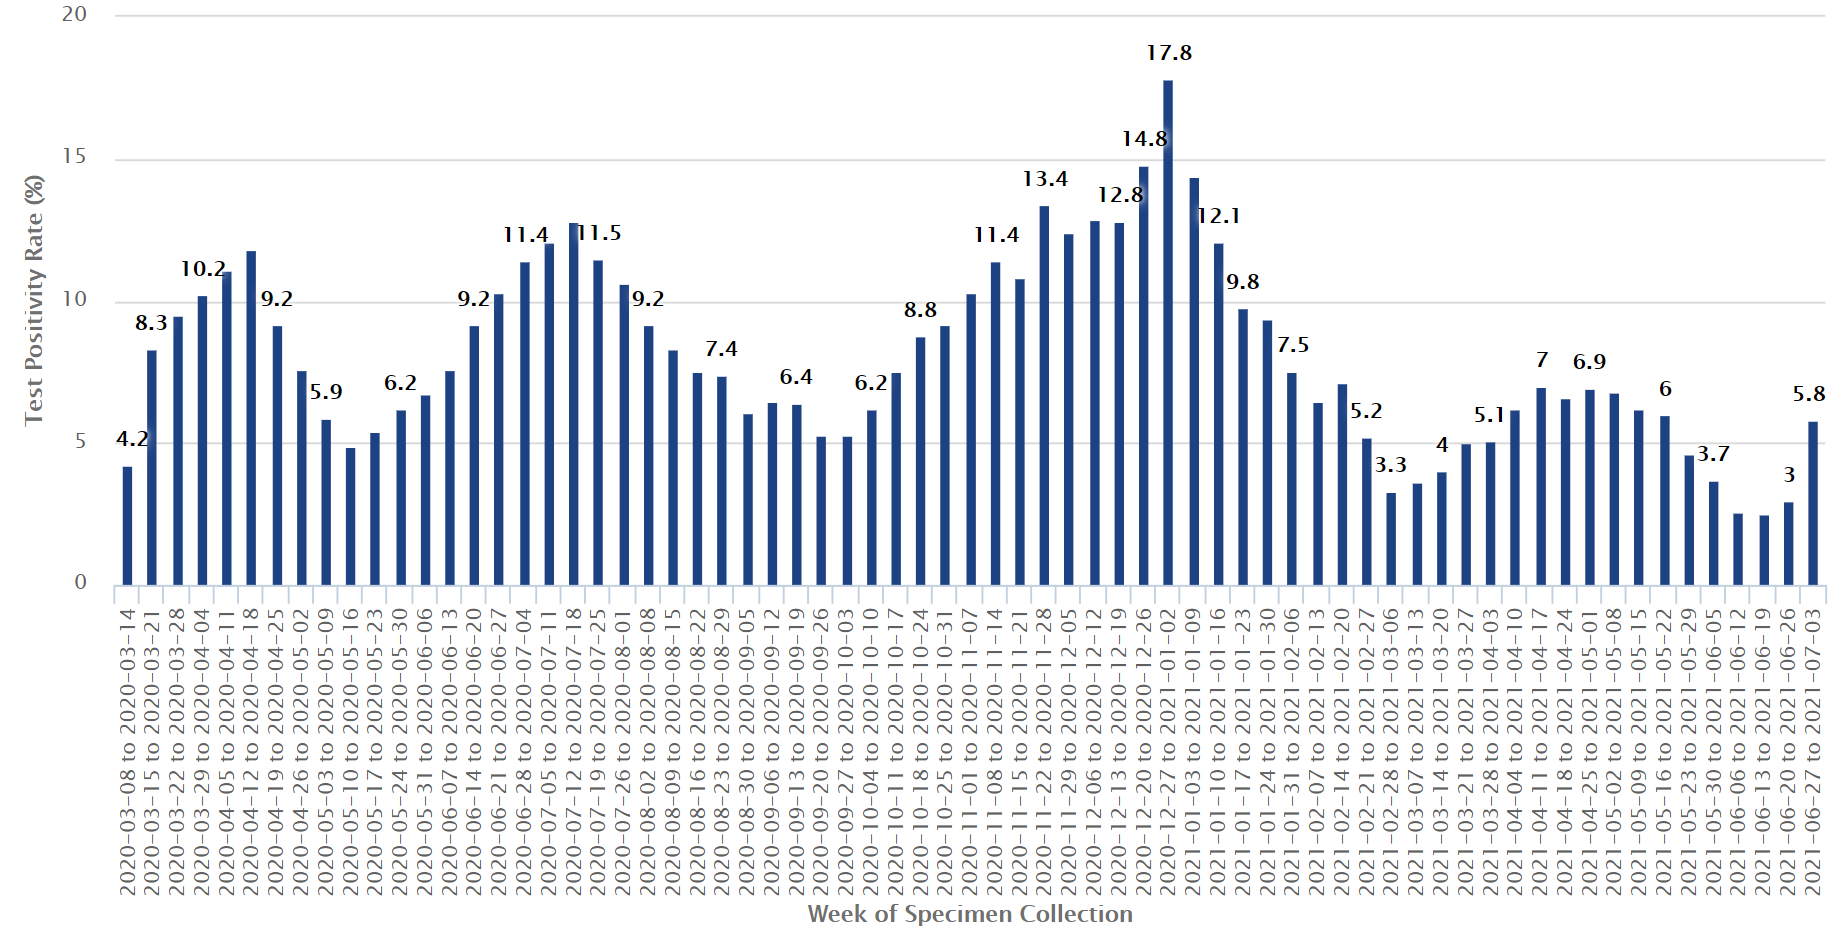 20
15
10
5
0
Test Positivity Rate (%)
4.2
8.3
10.2
9.2
5.9
6.2
9.2
11.4
11.5
9.2
7.4
6.4
6.2
8.8
11.4
13.4
12.8
14.8
17.8
12.1
9.8
7.5
5.2
3.3
4
5.1
7
6.9
6
3.7
3
5.8
2020-03-08 to 2020-03-14
2020-03-15 to 2020-03-21
2020-03-22 to 2020-03-28
2020-03-29 to 2020-04-04
2020-04-05 to 2020-04-11
2020-04-12 to 2020-04-18
2020-04-19 to 2020-04-25
2020-04-26 to 2020-05-02
2020-05-03 to 2020-05-09
2020-05-10 to 2020-05-16
2020-05-17 to 2020-05-23
2020-05-24 to 2020-05-30
2020-05-31 to 2020-06-06
2020-06-07 to 2020-06-13
2020-06-14 to 2020-06-20
2020-06-21 to 2020-06-27
2020-06-28 to 2020-07-04
2020-07-05 to 2020-07-11
2020-07-12 to 2020-07-18
2020-07-19 to 2020-07-25
2020-07-26 to 2020-08-01
2020-08-02 to 2020-08-08
2020-08-09 to 2020-08-15
2020-08-16 to 2020-08-22
2020-08-23 to 2020-08-29
2020-08-30 to 2020-09-05
2020-09-06 to 2020-09-12
2020-09-13 to 2020-09-19
2020-09-20 to 2020-09-26
2020-09-27 to 2020-10-03
2020-10-04 to 2020-10-10
2020-10-11 to 2020-10-17
2020-10-18 to 2020-10-24
2020-10-25 to 2020-10-31
2020-11-01 to 2020-11-07
2020-11-08 to 2020-11-14
2020-11-15 to 2020-11-21
2020-11-22 to 2020-11-28
2020-11-29 to 2020-12-05
2020-12-06 to 2020-12-12
2020-12-13 to 2020-12-19
2020-12-20 to 2020-12-26
2020-12-27 to 2021-01-02
2021-01-03 to 2021-01-09
2021-01-10 to 2021-01-16
2021-01-17 to 2021-01-23
2021-01-24 to 2021-01-30
2021-01-31 to 2021-02-06
2021-02-07 to 2021-02-13
2021-02-14 to 2021-02-20
2021-02-21 to 2021-02-27
2021-02-28 to 2021-03-06
2021-03-07 to 2021-03-13
2021-03-14 to 2021-03-20
2021-03-21 to 2021-03-27
2021-03-28 to 2021-04-03
2021-04-04 to 2021-04-10
2021-04-11 to 2021-04-17
2021-04-18 to 2021-04-24
2021-04-25 to 2021-05-01
2021-05-02 to 2021-05-08
2021-05-09 to 2021-05-15
2021-05-16 to 2021-05-22
2021-05-23 to 2021-05-29
2021-05-30 to 2021-06-05
2021-06-06 to 2021-06-12
2021-06-13 to 2021-06-19
2021-06-20 to 2021-06-26
2021-06-27 to 2021-07-03
Week of Specimen Collection